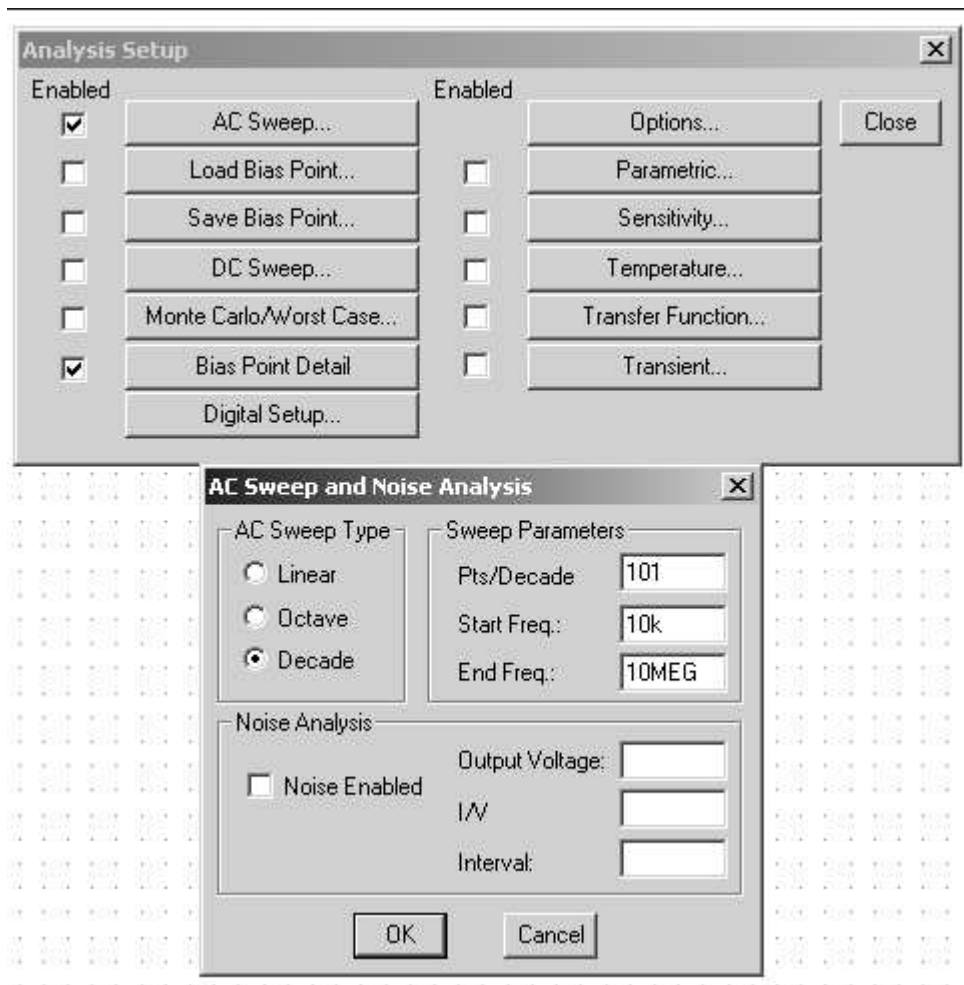 Analysis Setup
Enabled
Enabled
AC Sweep...
Options...
Close
Load Bias Point...
Parametric...
Save Bias Point...
Sensitivity...
DC Sweep...
Temperature...
Monte Carlo/Worst Case...
Transfer Function...
Bias Point Detail
Transient...
Digital Setup...
AC Sweep and Noise Analysis
AC Sweep Type
Linear
Octave
Decade
Sweep Parameters
Pts/Decade 101
Start Freq.: 10k
End Freq.: 10MEG
Noise Analysis
Noise Enabled
Output Voltage:
I/V
Interval:
OK
Cancel